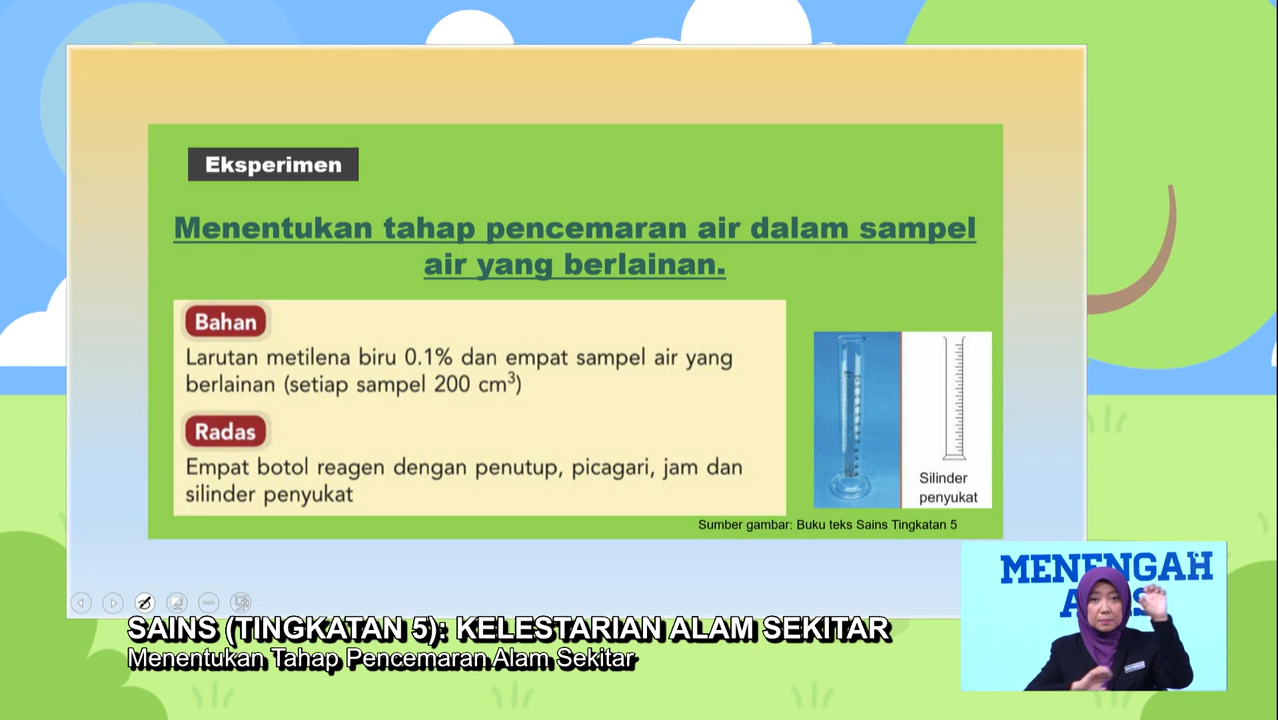 Eksperimen
Menentukan tahap pencemaran air dalam sampel
air yang berlainan.
Bahan
Larutan metilena biru 0.1% dan empat sampel air yang
berlainan (setiap sampel 200 cm³)
Radas
Empat botol reagen dengan penutup, picagari, jam dan
silinder penyukat
Silinder
penyukat
Sumber gambar: Buku teks Sains Tingkatan 5
MENENGAH
SAINS (TINGKATAN 5): KELESTARIAN ALAM SEKITAR
Menentukan Tahap Pencemaran Alam Sekitar